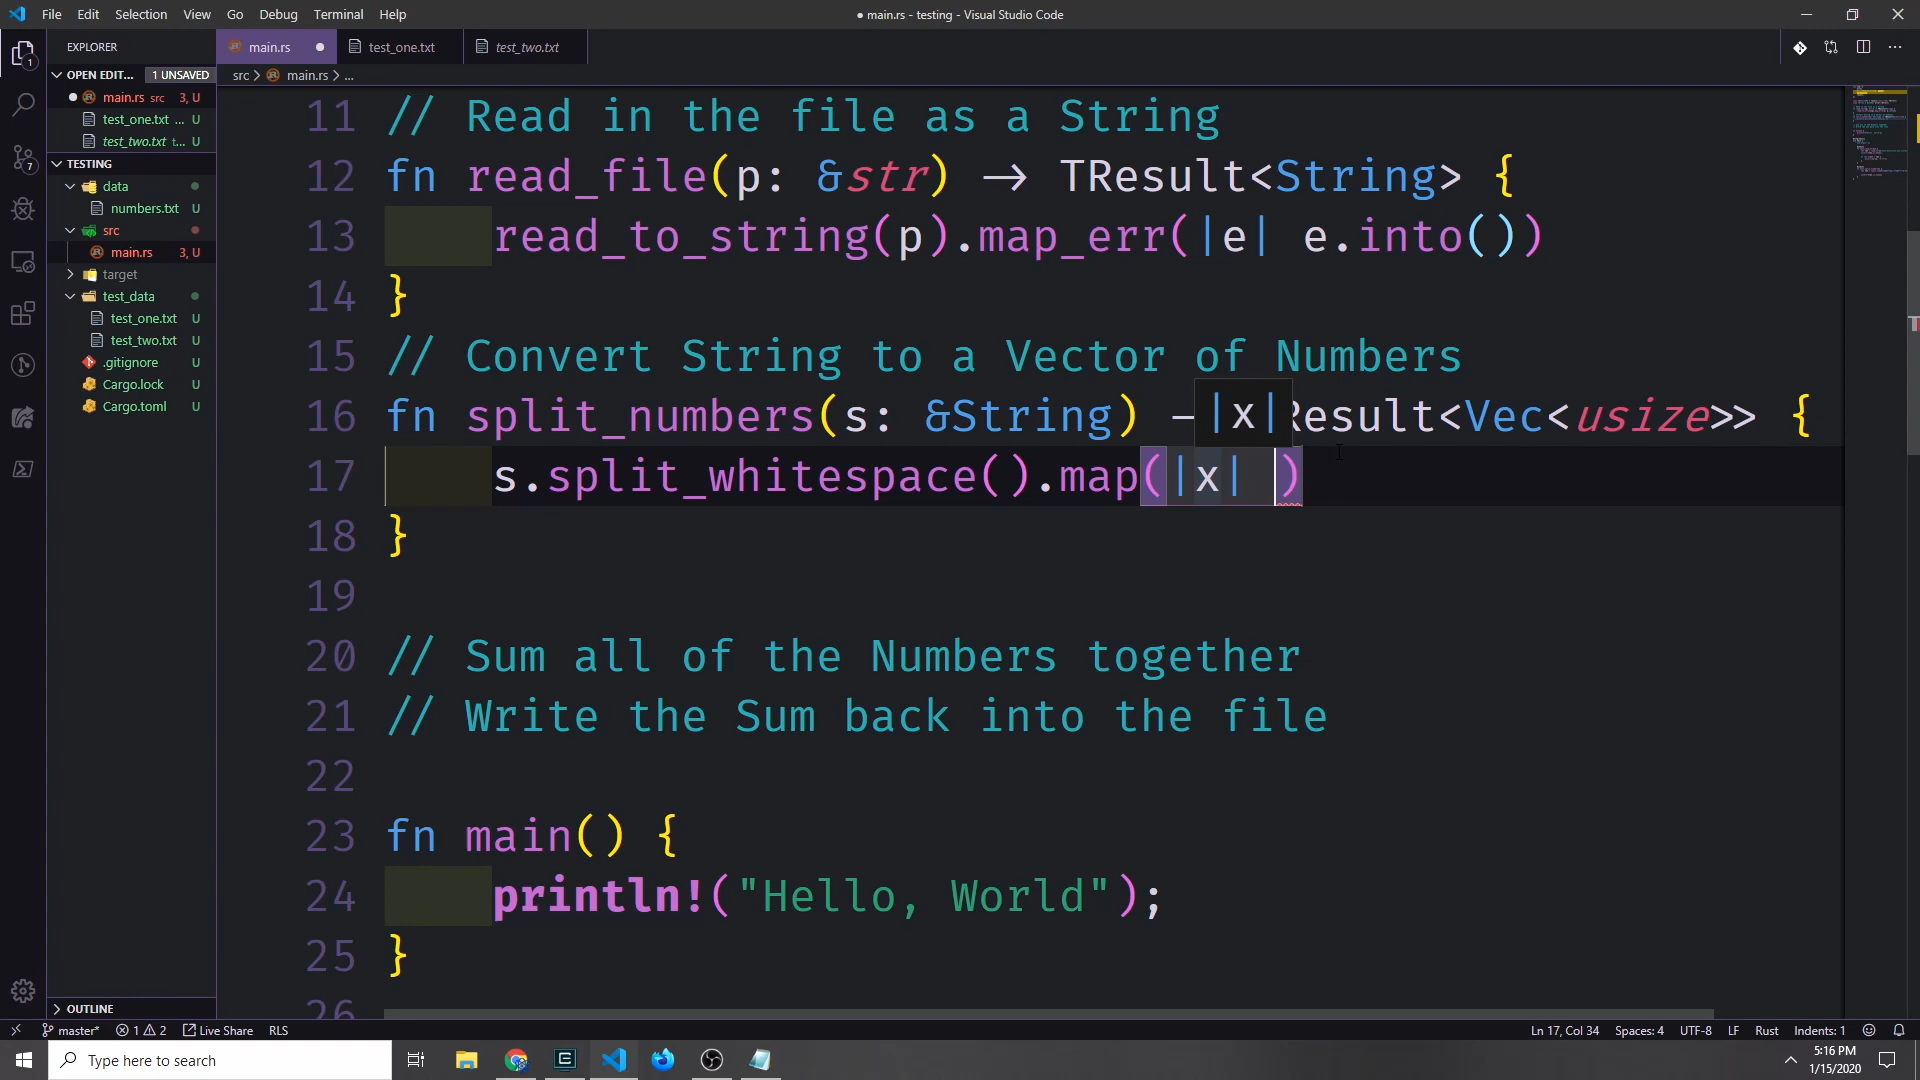 File Edit Selection View Go Debug Terminal Help
● main.rs - testing - Visual Studio Code
EXPLORER
main.rs
test_one.txt
test_two.txt
OPEN EDIT... 1 UNSAVED
src > main.rs > ...
main.rs src 3, U
test_one.txt ... U
test_two.txt t... U
TESTING
data
numbers.txt U
src
main.rs 3, U
target
test_data
test_one.txt U
test_two.txt U
.gitignore U
Cargo.lock U
Cargo.toml U
1
7
11 // Read in the file as a String
12 fn read_file(p: &str) → TResult<String> {
13 read_to_string(p).map_err(|e| e.into())
14 }
15 // Convert String to a Vector of Numbers
|x|
16 fn split_numbers(s: &String) - Result<Vec<usize>> {
17 s.split_whitespace().map(|x| )
18 }
19
20 // Sum all of the Numbers together
21 // Write the Sum back into the file
22
23 fn main() {
24 println!("Hello, World");
25 }
26
OUTLINE
master* 1 2 Live Share RLS
Ln 17, Col 34 Spaces: 4 UTF-8 LF Rust Indents: 1
Type here to search
5:16 PM
1/15/2020